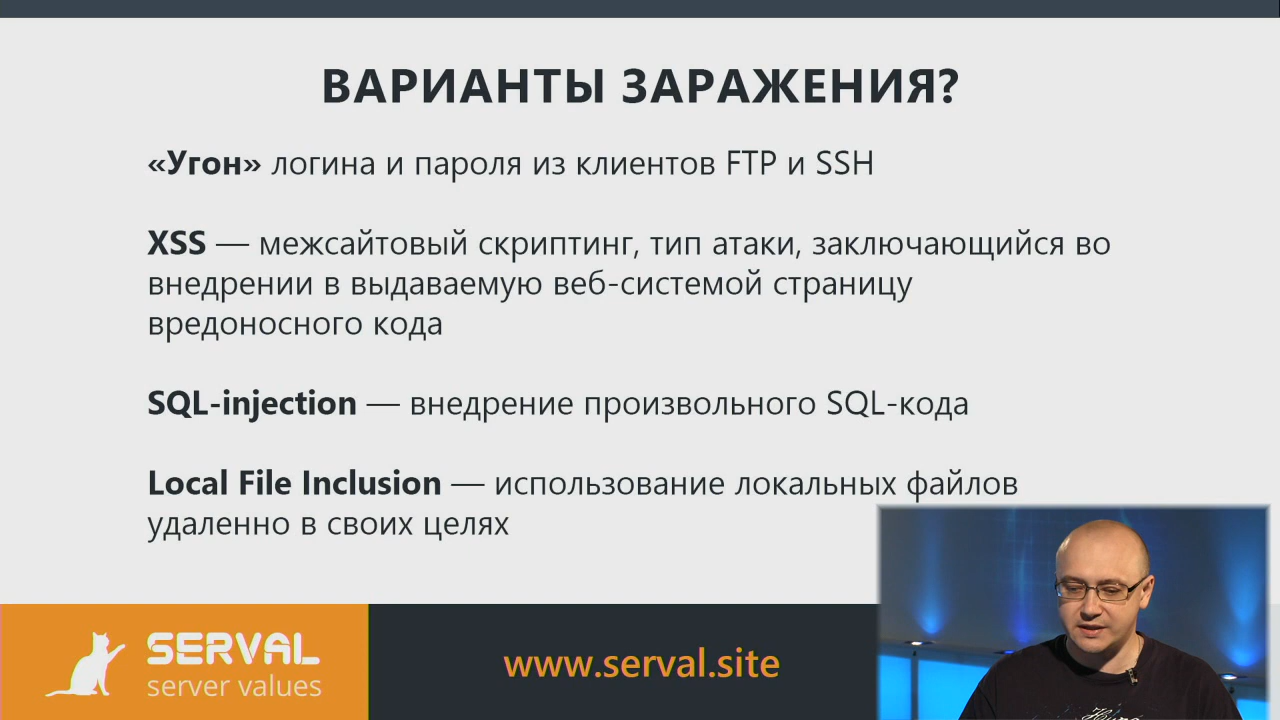 ВАРИАНТЫ ЗАРАЖЕНИЯ?
«Угон» логина и пароля из клиентов FTP и SSH
XSS — межсайтовый скриптинг, тип атаки, заключающийся во
внедрении в выдаваемую веб-системой страницу
вредоносного кода
SQL-injection — внедрение произвольного SQL-кода
Local File Inclusion — использование локальных файлов
удаленно в своих целях
SERVAL
server values
www.serval.site